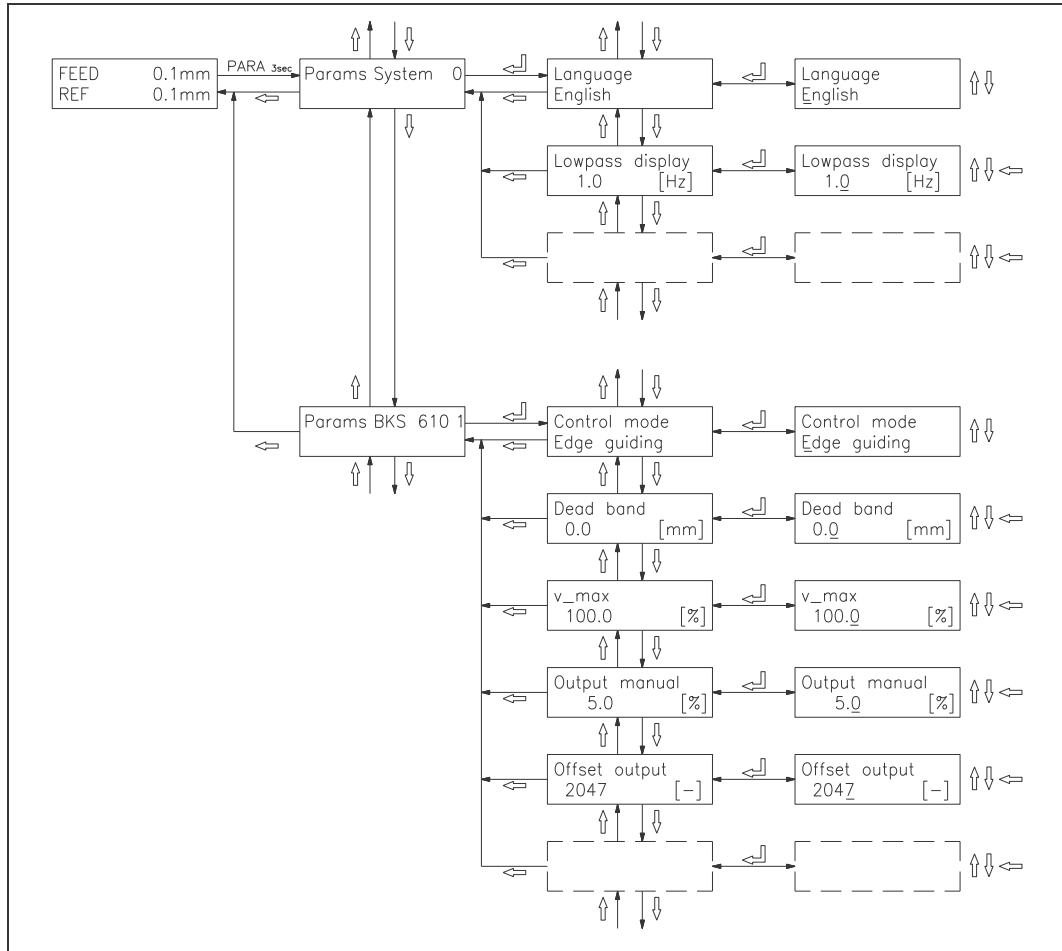 FEED 0.1mm
REF 0.1mm
PARA 3sec
Params System 0
Language
English
Language
English
Lowpass display
1.0 [Hz]
Lowpass display
1.0 [Hz]
Params BKS 610 1
Control mode
Edge guiding
Control mode
Edge guiding
Dead band
0.0 [mm]
Dead band
0.0 [mm]
v_max
100.0 [%]
v_max
100.0 [%]
Output manual
5.0 [%]
Output manual
5.0 [%]
Offset output
2047 [-]
Offset output
2047 [-]